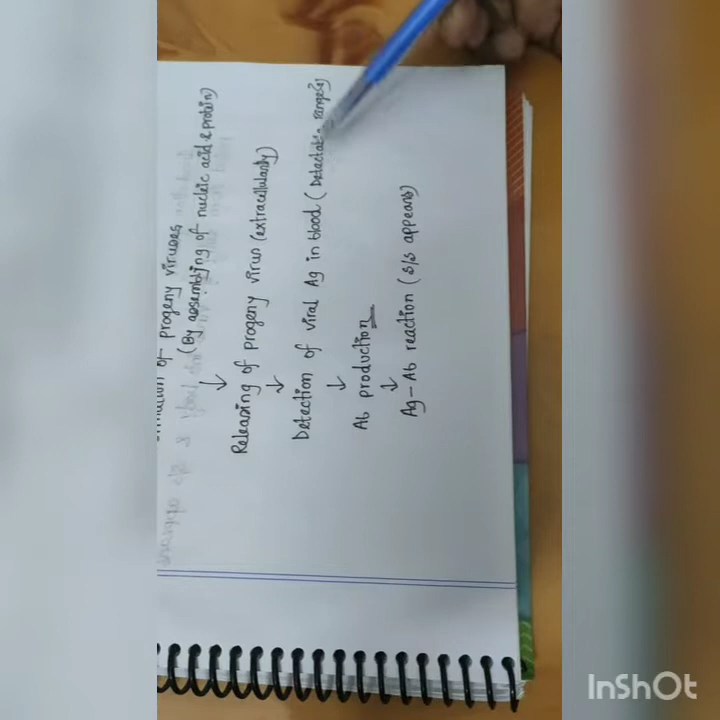 of progeny viruses
(By assembling of nucleic acid & protein)
↓
Releasing of progeny virus (extracellularly)
↓
Detection of viral Ag in blood (Detectable range)
↓
Ab production
↓
Ag-Ab reaction (S/S appears)
InShOt